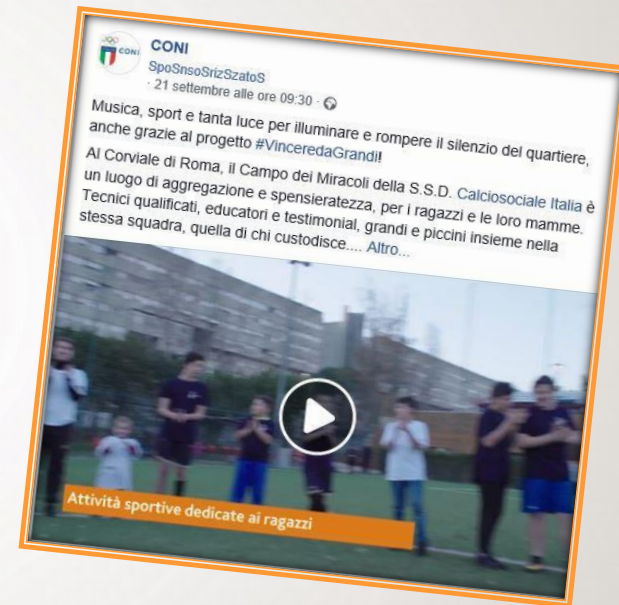 CONI
CONI
SpoSnsoSrizSzatoS
· 21 settembre alle ore 09:30 ·
Musica, sport e tanta luce per illuminare e rompere il silenzio del quartiere,
anche grazie al progetto #VinceredaGrandi!
Al Corviale di Roma, il Campo dei Miracoli della S.S.D. Calciosociale Italia è
un luogo di aggregazione e spensieratezza, per i ragazzi e le loro mamme.
Tecnici qualificati, educatori e testimonial, grandi e piccini insieme nella
stessa squadra, quella di chi custodisce.... Altro...
Attività sportive dedicate ai ragazzi